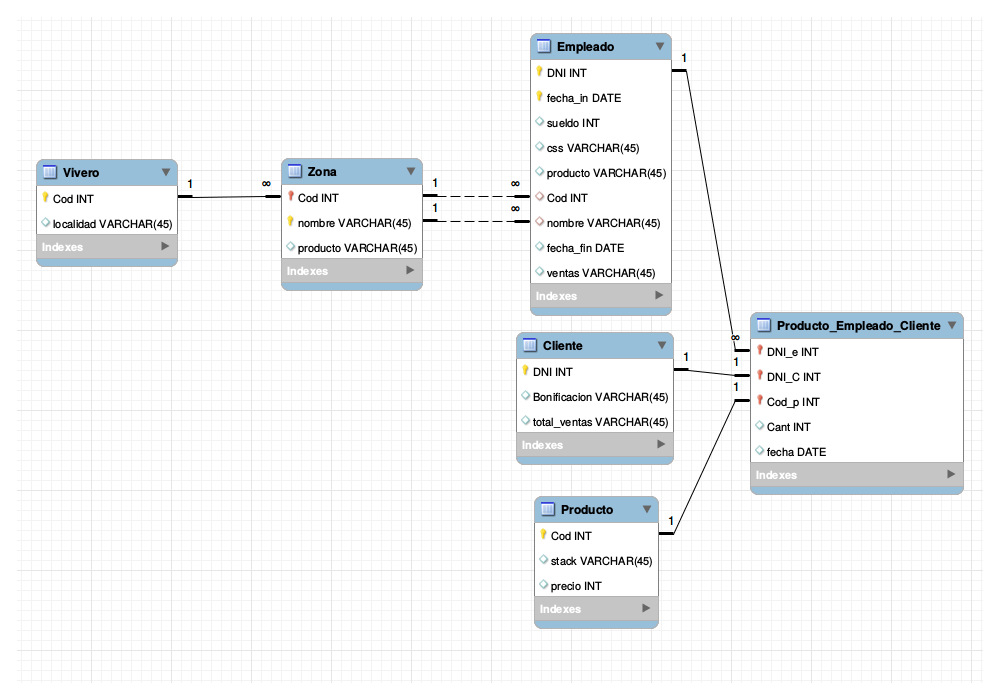 Vivero
Cod INT
localidad VARCHAR(45)
Indexes
1
∞
Zona
Cod INT
nombre VARCHAR(45)
producto VARCHAR(45)
Indexes
1
∞
1
∞
Empleado
DNI INT
fecha_in DATE
sueldo INT
css VARCHAR(45)
producto VARCHAR(45)
Cod INT
nombre VARCHAR(45)
fecha_fin DATE
ventas VARCHAR(45)
Indexes
1
∞
Cliente
DNI INT
Bonificacion VARCHAR(45)
total_ventas VARCHAR(45)
Indexes
1
1
Producto
Cod INT
stack VARCHAR(45)
precio INT
Indexes
1
1
Producto_Empleado_Cliente
DNI_e INT
DNI_C INT
Cod_p INT
Cant INT
fecha DATE
Indexes